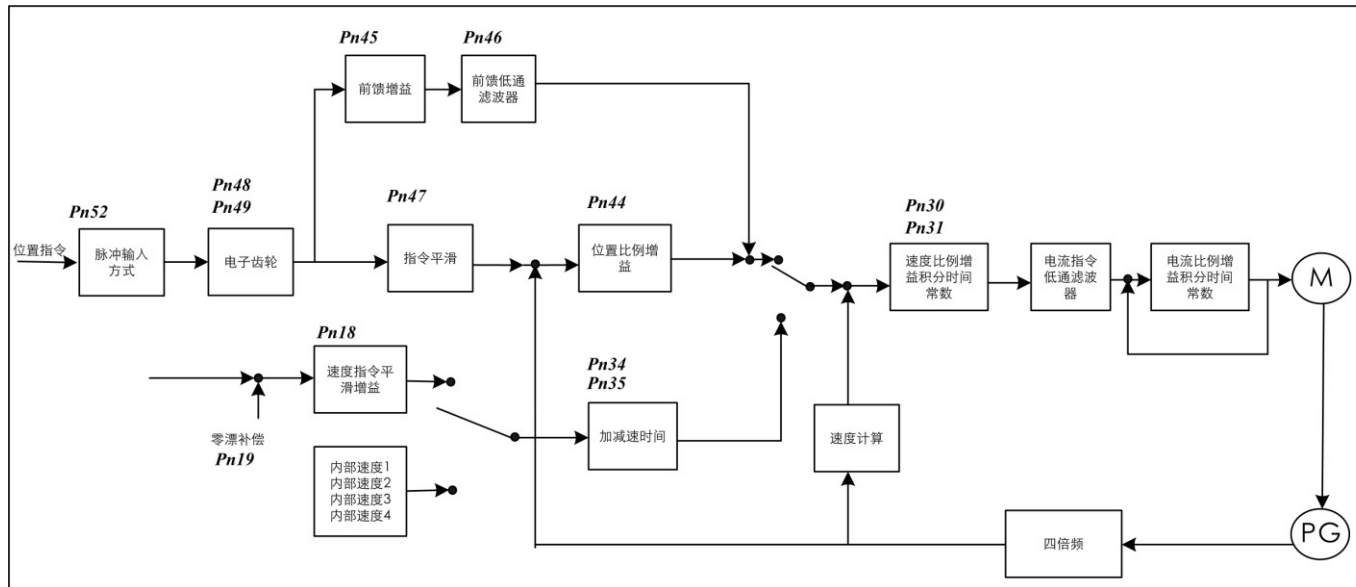 Pn45
前馈增益
Pn46
前馈低通
滤波器
位置指令
Pn52
脉冲输入
方式
Pn48
Pn49
电子齿轮
Pn47
指令平滑
Pn44
位置比例增
益
Pn30
Pn31
速度比例增
益积分时间
常数
电流指令
低通滤波
器
电流比例增
益积分时间
常数
M
Pn18
速度指令平
滑增益
零漂补偿
Pn19
内部速度1
内部速度2
内部速度3
内部速度4
Pn34
Pn35
加减速时间
速度计算
四倍频
PG